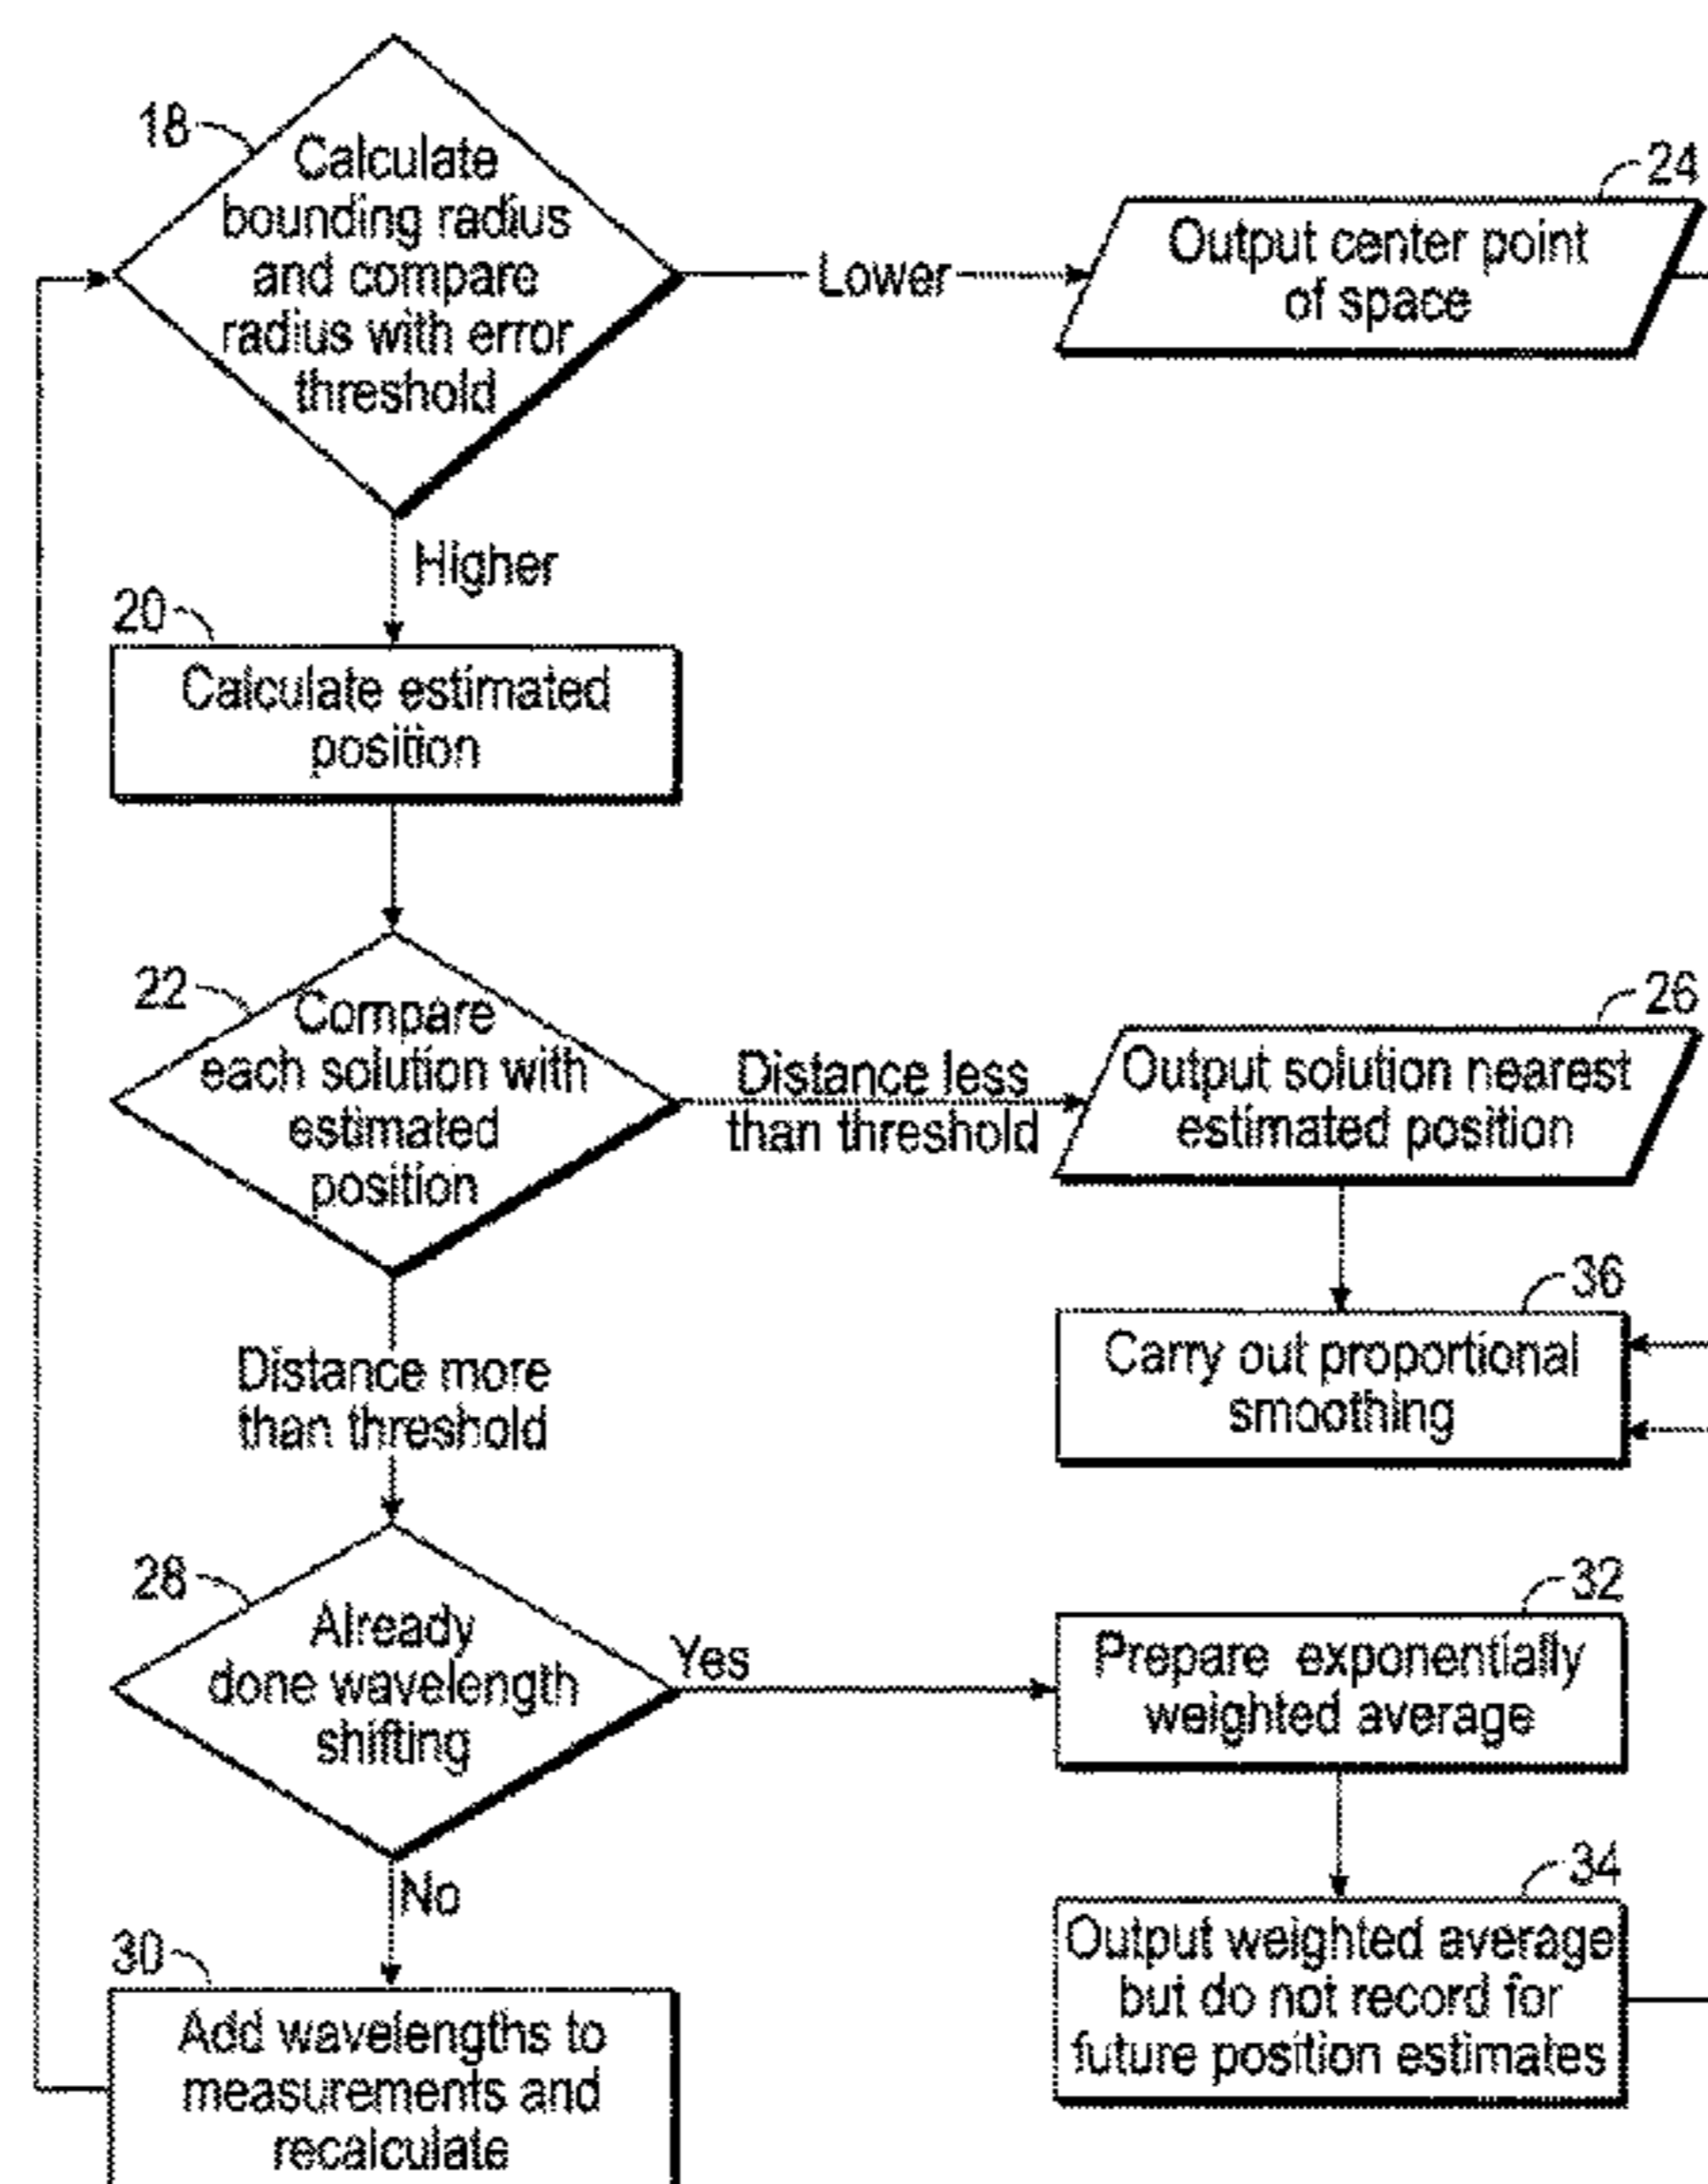 18
Calculate
bounding radius
and compare
radius with error
threshold
Lower
24
Output center point
of space
Higher
20
Calculate estimated
position
22
Compare
each solution with
estimated
position
Distance less
than threshold
26
Output solution nearest
estimated position
36
Carry out proportional
smoothing
Distance more
than threshold
28
Already
done wavelength
shifting
Yes
32
Prepare exponentially
weighted average
No
34
Output weighted average
but do not record for
future position estimates
30
Add wavelengths to
measurements and
recalculate